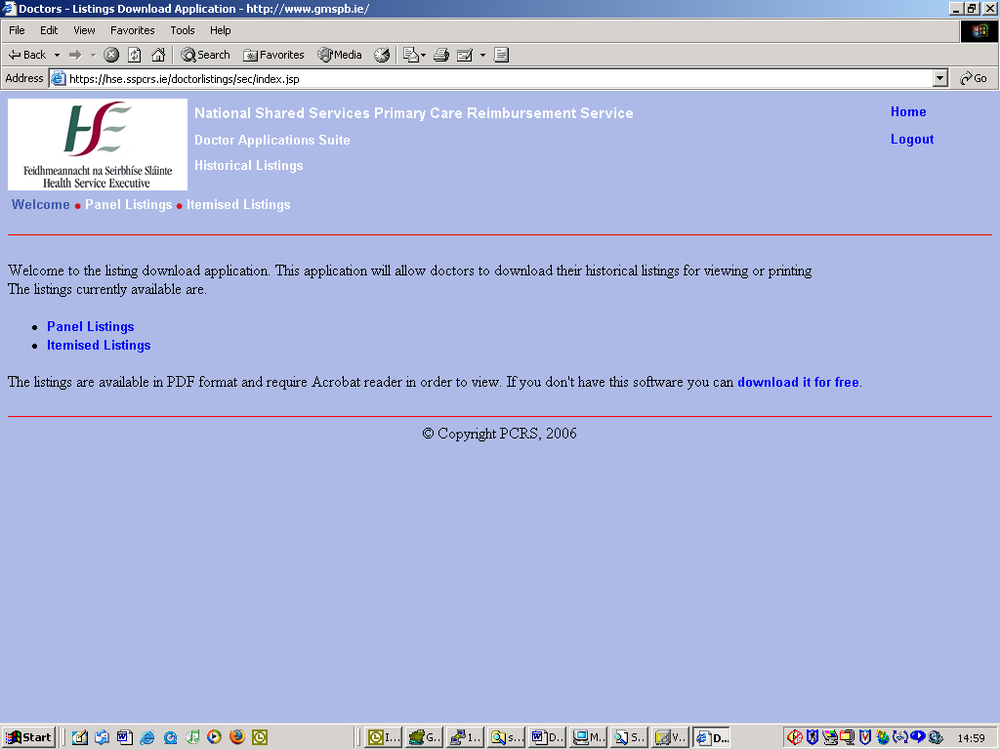 Doctors - Listings Download Application - http://www.gmspb.ie/
File Edit View Favorites Tools Help
Back Search Favorites Media
Address https://hse.sspcrs.ie/doctorlistings/sec/index.jsp Go
HSE
Feidhmeannacht na Seirbhíse Sláinte
Health Service Executive
National Shared Services Primary Care Reimbursement Service
Doctor Applications Suite
Historical Listings
Home
Logout
Welcome • Panel Listings • Itemised Listings
Welcome to the listing download application. This application will allow doctors to download their historical listings for viewing or printing
The listings currently available are.
• Panel Listings
• Itemised Listings
The listings are available in PDF format and require Acrobat reader in order to view. If you don't have this software you can download it for free.
© Copyright PCRS, 2006
Start I... G.. 1.. s... D.. M.. S.. V.. D... 14:59